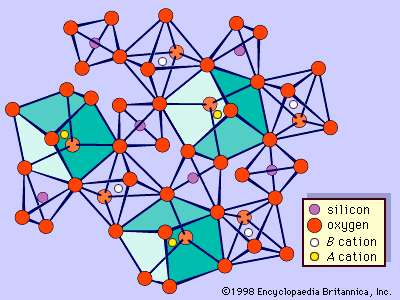 silicon
oxygen
B cation
A cation
©1998 Encyclopaedia Britannica, Inc.